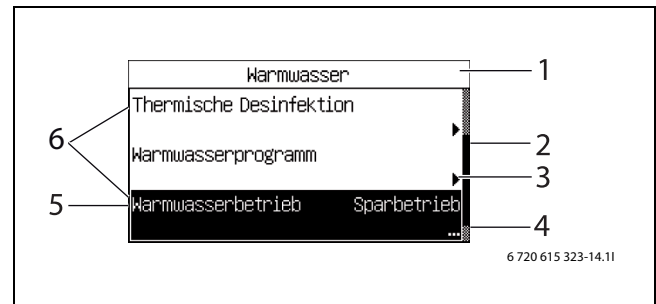 Warmwasser
1
Thermische Desinfektion
6
2
Warmwasserprogramm
3
5
Warmwasserbetrieb Sparbetrieb
...
4
6 720 615 323-14.1I